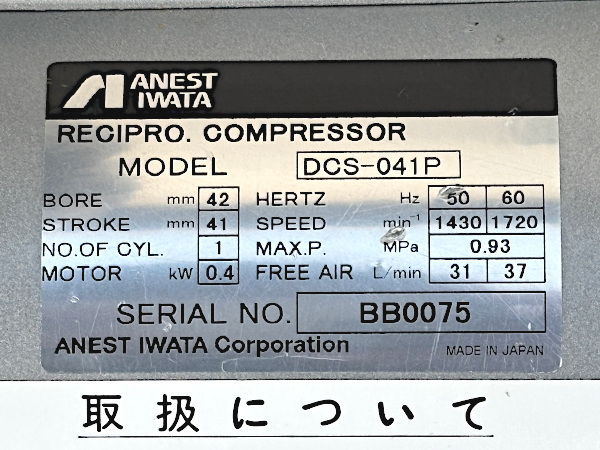 ANEST
IWATA
RECIPRO. COMPRESSOR
MODEL DCS-041P
BORE mm 42 HERTZ Hz 50 60
STROKE mm 41 SPEED min⁻¹ 1430 1720
NO.OF CYL. 1 MAX.P. MPa 0.93
MOTOR kW 0.4 FREE AIR L/min 31 37
SERIAL NO. BB0075
ANEST IWATA Corporation MADE IN JAPAN
取扱について